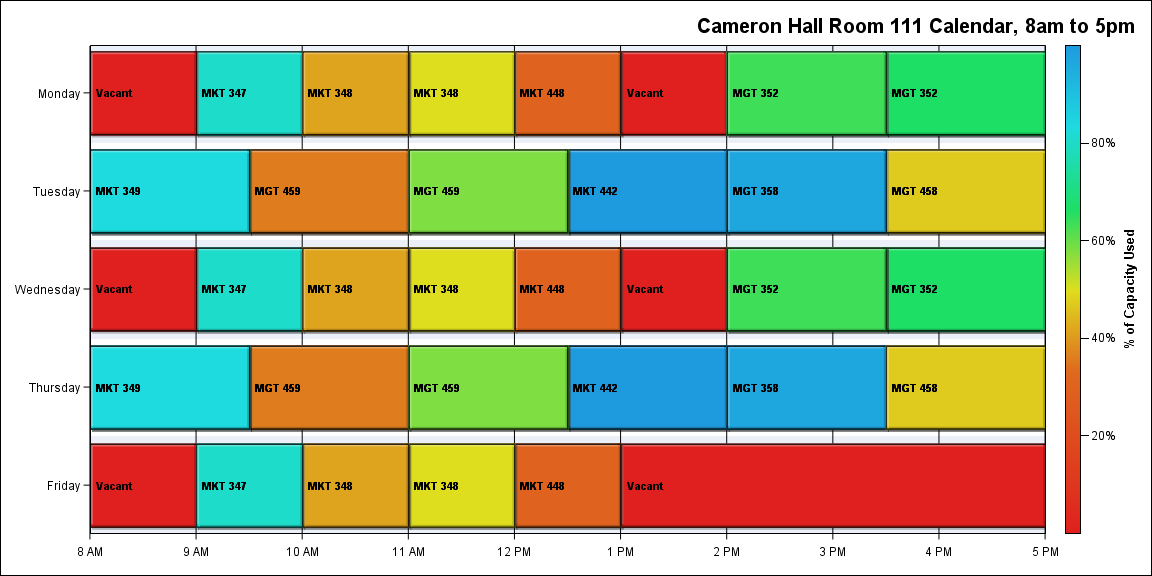 Cameron Hall Room 111 Calendar, 8am to 5pm
Monday
Vacant
MKT 347
MKT 348
MKT 348
MKT 448
Vacant
MGT 352
MGT 352
Tuesday
MKT 349
MGT 459
MGT 459
MKT 442
MGT 358
MGT 458
Wednesday
Vacant
MKT 347
MKT 348
MKT 348
MKT 448
Vacant
MGT 352
MGT 352
Thursday
MKT 349
MGT 459
MGT 459
MKT 442
MGT 358
MGT 458
Friday
Vacant
MKT 347
MKT 348
MKT 348
MKT 448
Vacant
8 AM
9 AM
10 AM
11 AM
12 PM
1 PM
2 PM
3 PM
4 PM
5 PM
80%
60%
40%
20%
% of Capacity Used